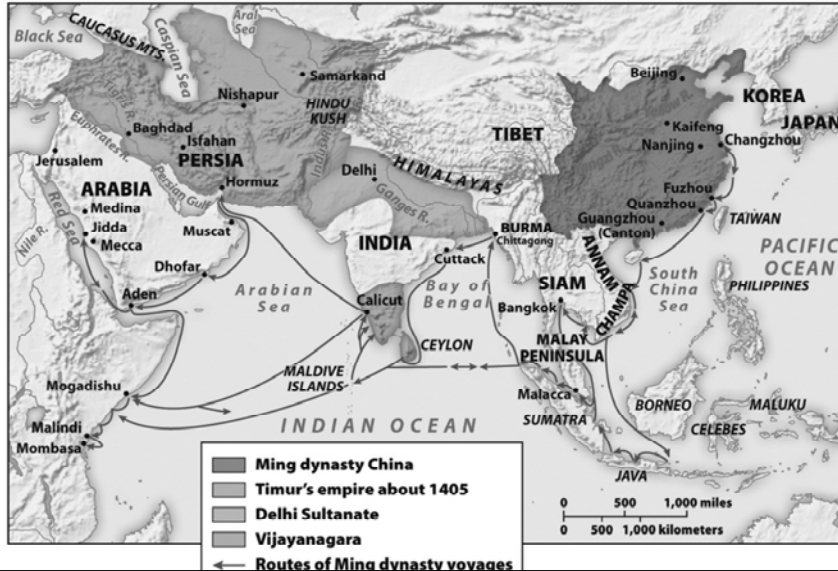 Black Sea
CAUCASUS MTS.
Caspian Sea
Aral
Sea
Samarkand
Nishapur
HINDU
KUSH
Tigris R.
Euphrates R.
Baghdad
Isfahan
PERSIA
Jerusalem
Persian Gulf
Hormuz
Indus R.
ARABIA
Medina
Jidda
Mecca
Red Sea
Nile R.
Muscat
Dhofar
Aden
Arabian
Sea
Mogadishu
Malindi
Mombasa
TIBET
HIMALAYAS
Delhi
Ganges R.
INDIA
Cuttack
Calicut
Bay of
Bengal
CEYLON
MALDIVE
ISLANDS
INDIAN OCEAN
BURMA
Chittagong
Beijing
KOREA
JAPAN
Kaifeng
Nanjing
Changzhou
Fuzhou
Quanzhou
Guangzhou
(Canton)
TAIWAN
ANNAM
CHAMPA
SIAM
Bangkok
South
China
Sea
PACIFIC
OCEAN
PHILIPPINES
MALAY
PENINSULA
Malacca
SUMATRA
BORNEO
MALUKU
CELEBES
JAVA
Ming dynasty China
Timur's empire about 1405
Delhi Sultanate
Vijayanagara
Routes of Ming dynasty voyages
0 500 1,000 miles
0 500 1,000 kilometers